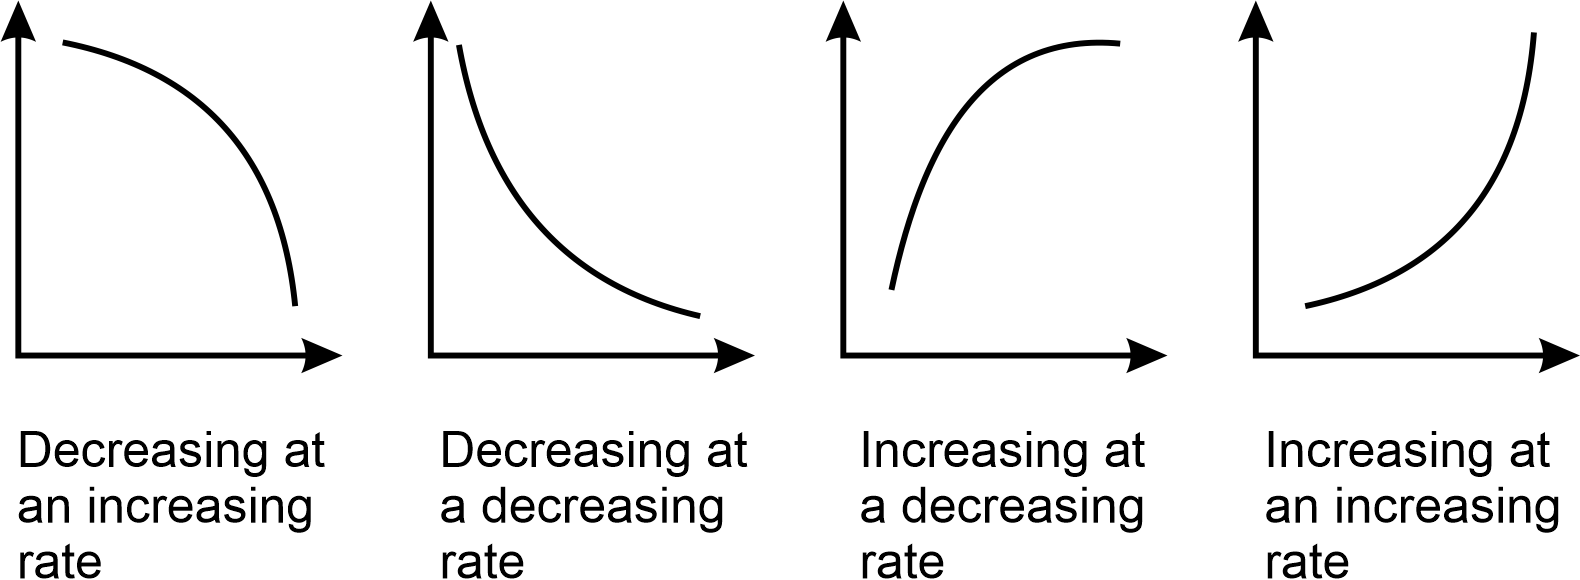 Decreasing at
an increasing
rate
Decreasing at
a decreasing
rate
Increasing at
a decreasing
rate
Increasing at
an increasing
rate